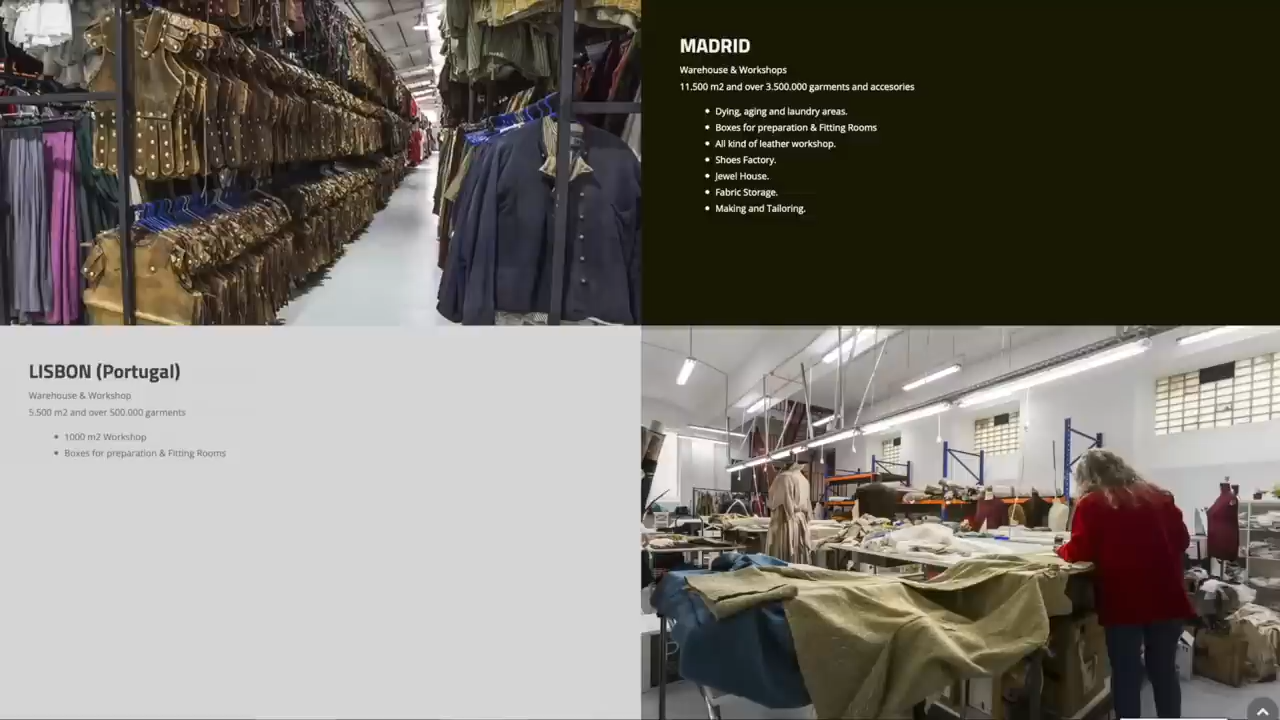 MADRID
Warehouse & Workshops
11.500 m2 and over 3.500.000 garments and accesories
Dying, aging and laundry areas.
Boxes for preparation & Fitting Rooms
All kind of leather workshop.
Shoes Factory.
Jewel House.
Fabric Storage.
Making and Tailoring.
LISBON (Portugal)
Warehouse & Workshop
5.500 m2 and over 500.000 garments
1000 m2 Workshop
Boxes for preparation & Fitting Rooms